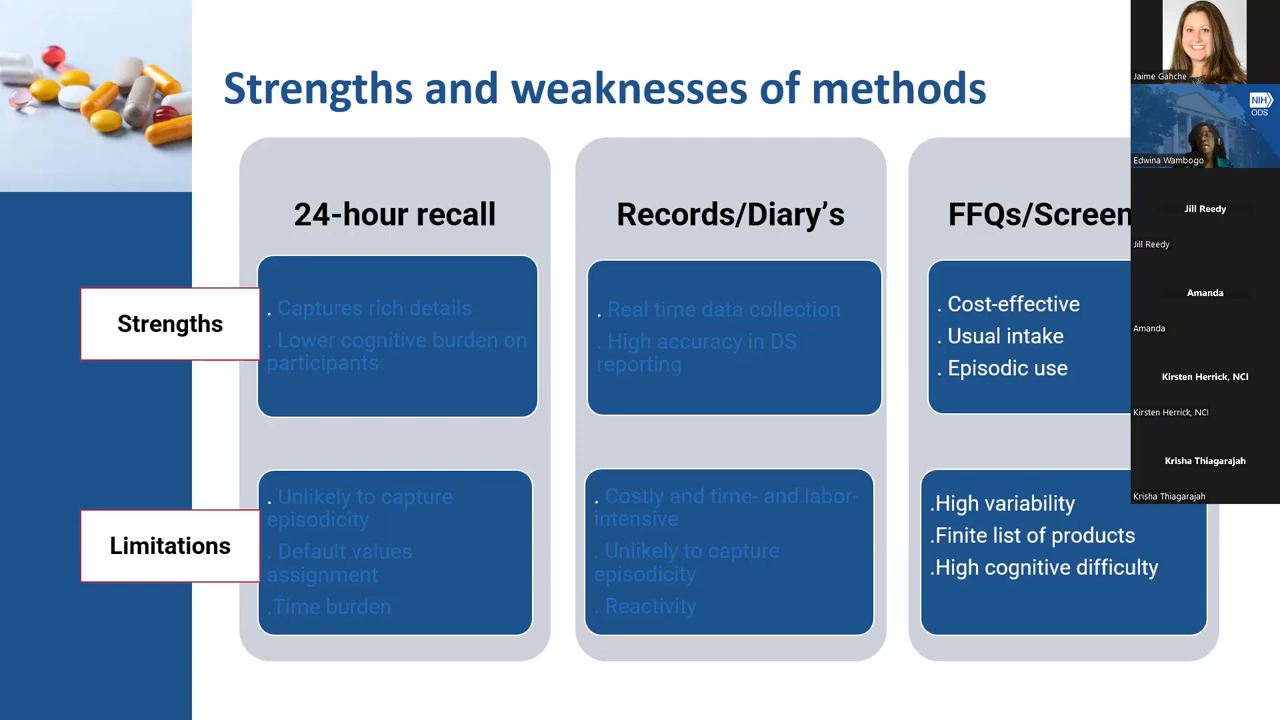 Strengths and weaknesses of methods
24-hour recall
Records/Diary’s
FFQs/Screen
Strengths
. Captures rich details
. Lower cognitive burden on
participants
. Real time data collection
. High accuracy in DS
reporting
. Cost-effective
. Usual intake
. Episodic use
Limitations
. Unlikely to capture
episodicity
. Default values
assignment
.Time burden
. Costly and time- and labor-
intensive
. Unlikely to capture
episodicity
. Reactivity
.High variability
.Finite list of products
.High cognitive difficulty
Jaime Gahche
NIH
ODS
Edwina Wambogo
Jill Reedy
Jill Reedy
Amanda
Amanda
Kirsten Herrick, NCI
Kirsten Herrick, NCI
Krisha Thiagarajah
Krisha Thiagarajah